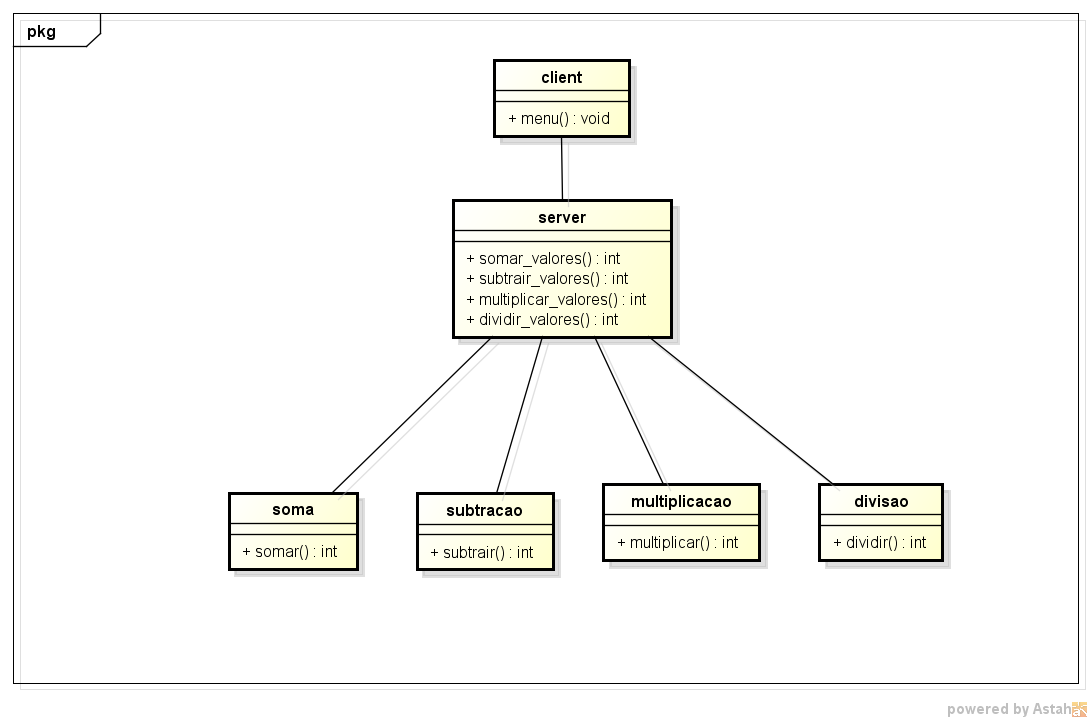 pkg
client
+ menu() : void
server
+ somar_valores() : int
+ subtrair_valores() : int
+ multiplicar_valores() : int
+ dividir_valores() : int
soma
+ somar() : int
subtracao
+ subtrair() : int
multiplicacao
+ multiplicar() : int
divisao
+ dividir() : int
powered by Astah